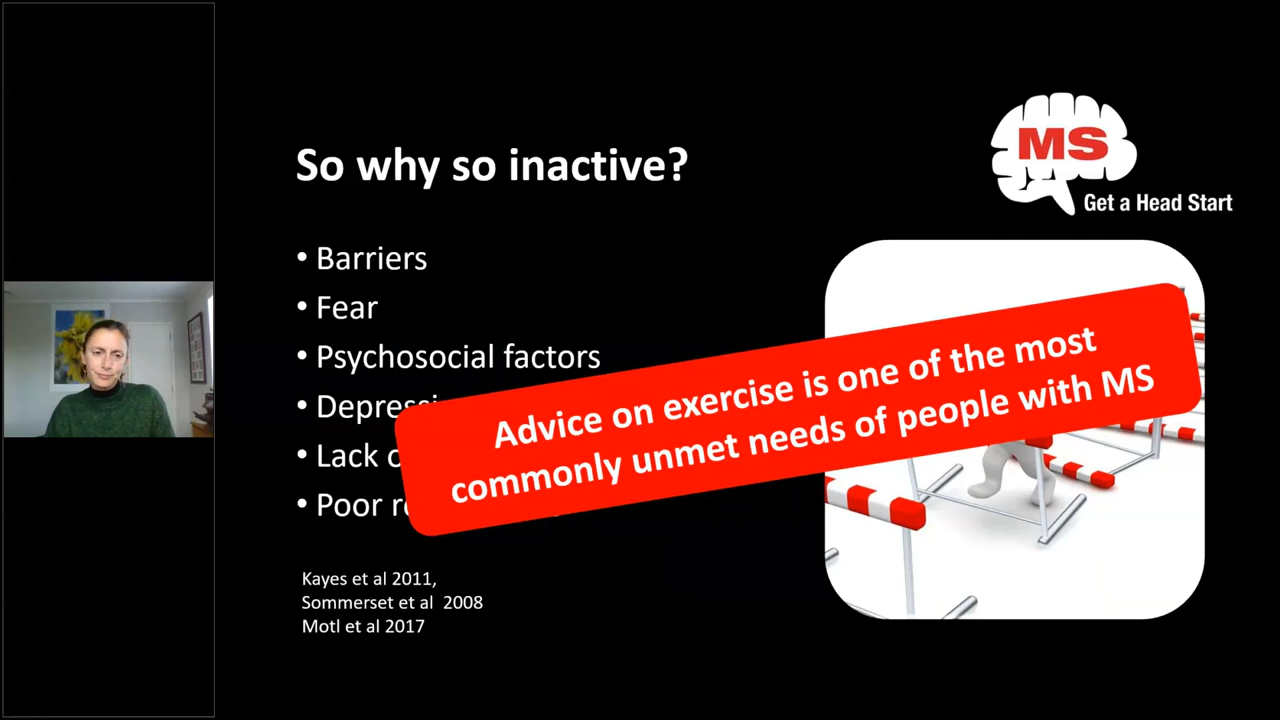 So why so inactive?
MS
Get a Head Start
• Barriers
• Fear
• Psychosocial factors
• Lack
• Poor
Advice on exercise is one of the most
commonly unmet needs of people with MS
Kayes et al 2011,
Sommerset et al 2008
Motl et al 2017